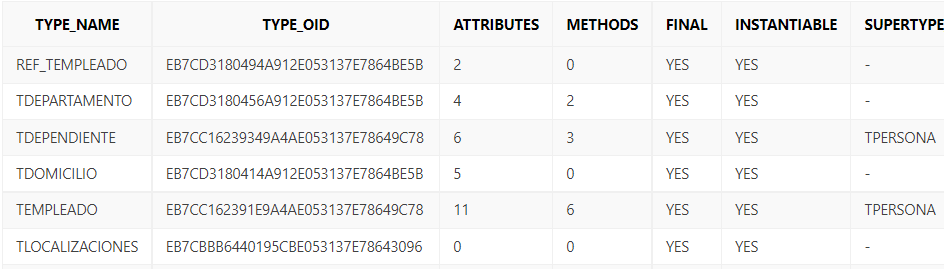 TYPE_NAME TYPE_OID ATTRIBUTES METHODS FINAL INSTANTIABLE SUPERTYPE
REF_TEMPLEADO EB7CD3180494A912E053137E7864BE5B 2 0 YES YES -
TDEPARTAMENTO EB7CD3180456A912E053137E7864BE5B 4 2 YES YES -
TDEPENDIENTE EB7CC16239349A4AE053137E78649C78 6 3 YES YES TPERSONA
TDOMICILIO EB7CD3180414A912E053137E7864BE5B 5 0 YES YES -
TEMPLEADO EB7CC162391E9A4AE053137E78649C78 11 6 YES YES TPERSONA
TLOCALIZACIONES EB7CBBB6440195CBE053137E78643096 0 0 YES YES -